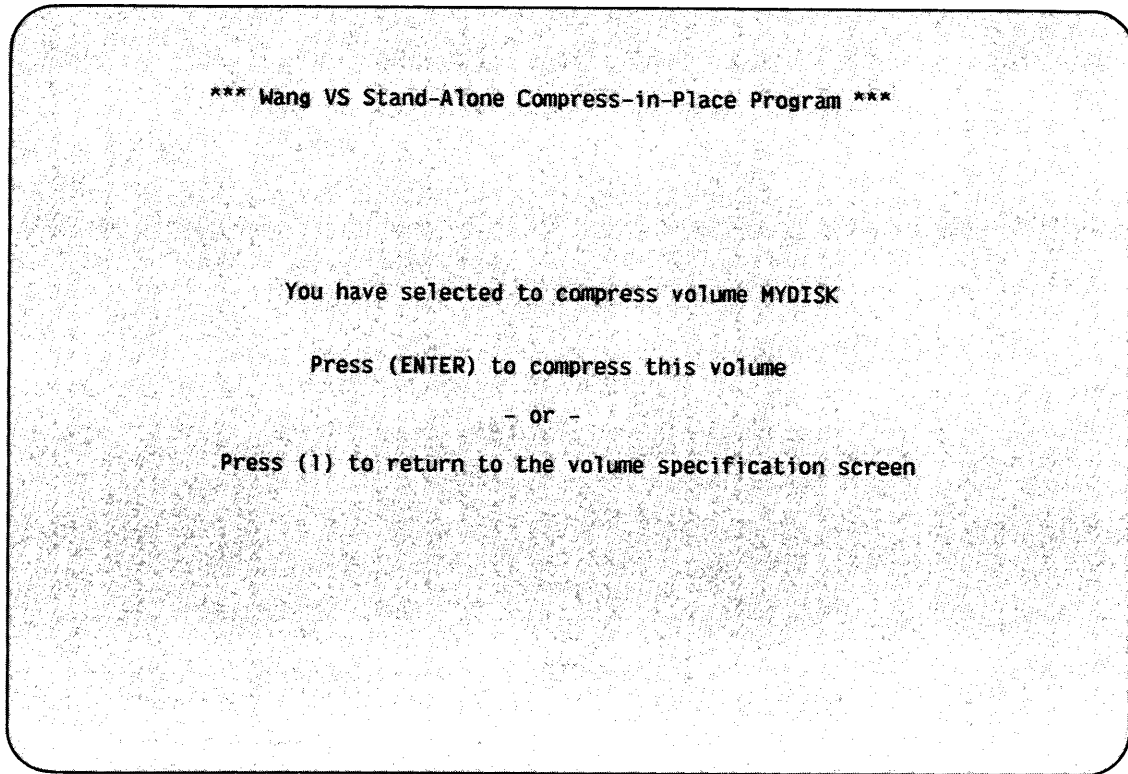 *** Wang VS Stand-Alone Compress-in-Place Program ***
You have selected to compress volume MYDISK
Press (ENTER) to compress this volume
- or -
Press (1) to return to the volume specification screen